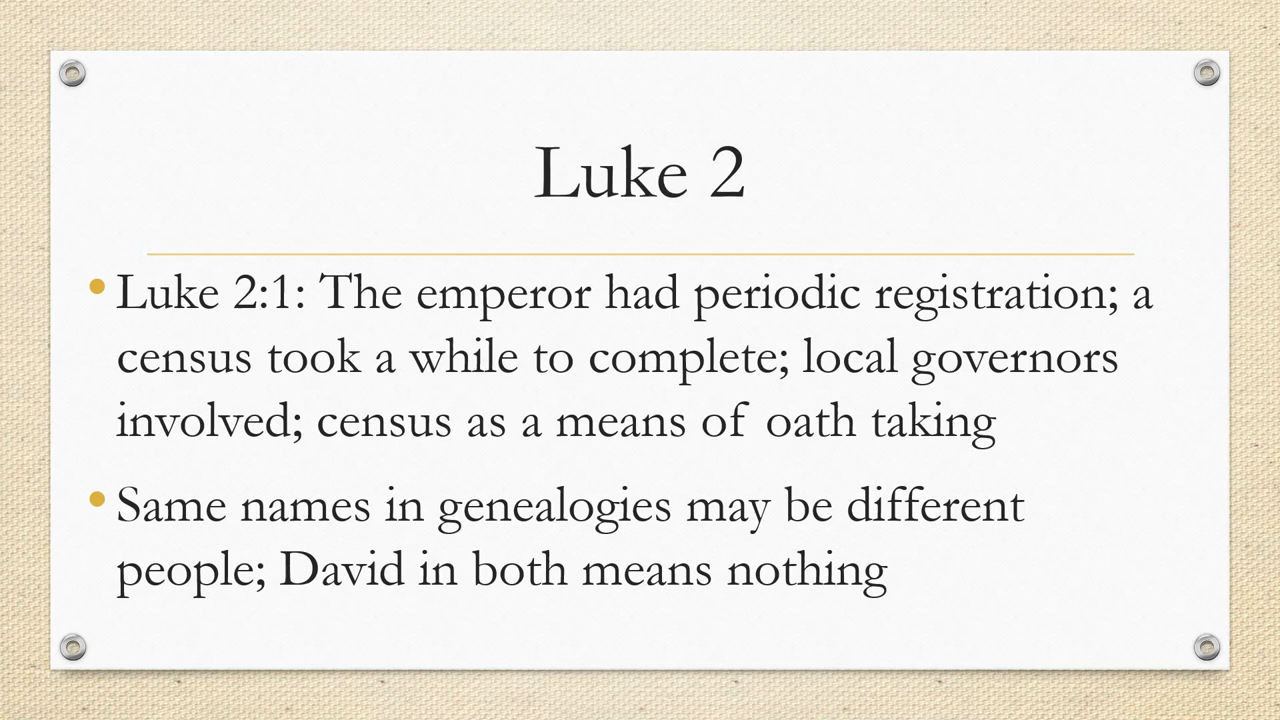 Luke 2
• Luke 2:1: The emperor had periodic registration; a
census took a while to complete; local governors
involved; census as a means of oath taking
• Same names in genealogies may be different
people; David in both means nothing